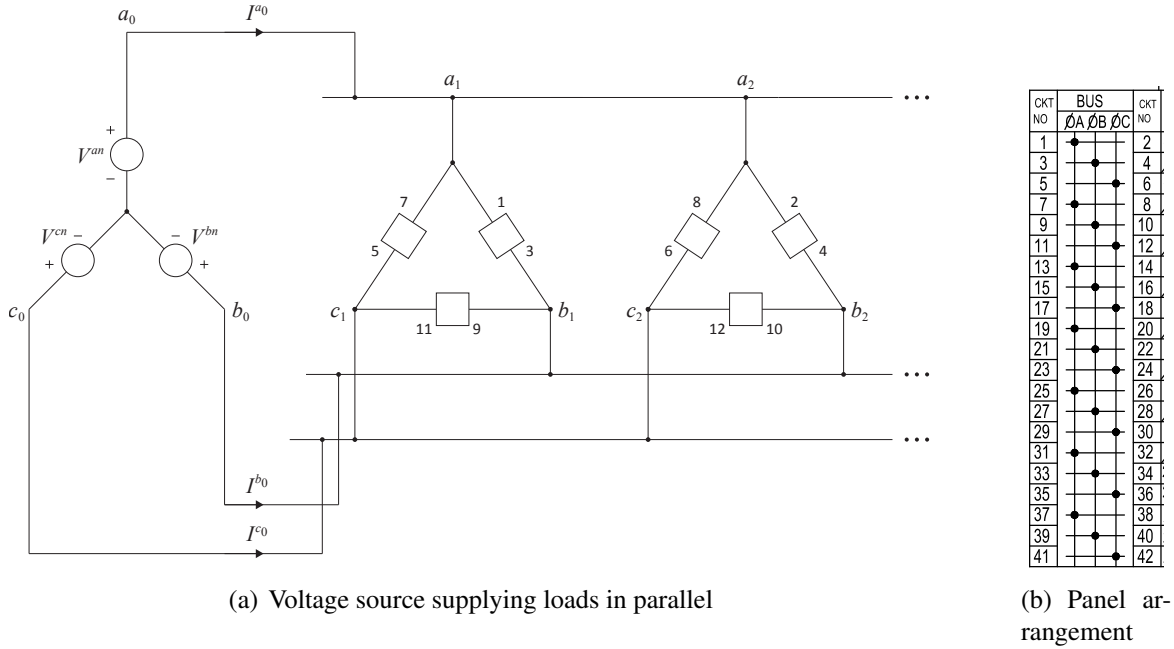 a0
I^a0
a1
a2
...
+
V^an
−
V^cn − − V^bn
+ +
7 1
5 3
8 2
6 4
c0
b0
c1
11 9
b1
c2
12 10
b2
...
...
I^b0
I^c0
(a) Voltage source supplying loads in parallel
CKT NO BUS CKT NO
ØA ØB ØC
1 2
3 4
5 6
7 8
9 10
11 12
13 14
15 16
17 18
19 20
21 22
23 24
25 26
27 28
29 30
31 32
33 34
35 36
37 38
39 40
41 42
(b) Panel ar-
rangement